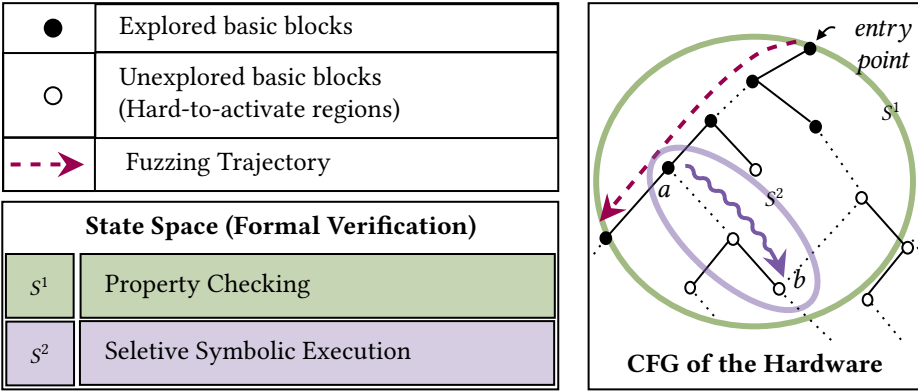 Explored basic blocks
Unexplored basic blocks
(Hard-to-activate regions)
Fuzzing Trajectory
State Space (Formal Verification)
S¹ Property Checking
S² Seletive Symbolic Execution
entry
point
S¹
a
S²
b
CFG of the Hardware